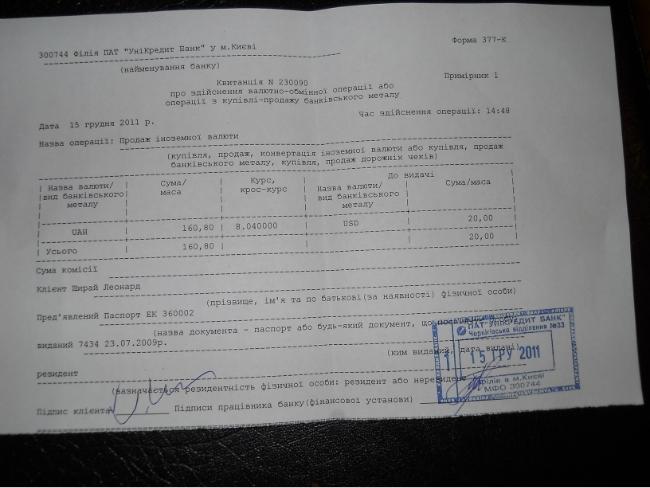 300744 Філія ПАТ "УніКредит Банк" у м.Києві
Форма 377-К
(найменування банку)
Квитанція N 230090
Примірник 1
про здійснення валютно-обмінної операції або
операції з купівлі-продажу банківського металу
Дата 15 грудня 2011 р.
Час здійснення операції: 14:48
Назва операції: Продаж іноземної валюти
(купівля, продаж, конвертація іноземної валюти або купівля, продаж
банківського металу, купівля, продаж дорожніх чеків)
До видачі
Назва валюти/ Сума/ Курс, Назва валюти/ Сума/маса
вид банківського маса крос-курс вид банківського
металу металу
UAH 160,80 8.040000 USD 20,00
Усього 160,80 20,00
Сума комісії
Клієнт Ширай Леонард
(прізвище, ім'я та по батькові(за наявності) фізичної особи)
Пред'явлений Паспорт ЕК 360002
(назва документа - паспорт або будь-який документ, що
виданий 7434 23.07.2009р.
(ким виданий, дата видачі)
резидент
(зазначається резидентність фізичної особи: резидент або
Підпис клієнта Підписи працівника банку(фінансової установи)
ПАТ "УНІКРЕДИТ БАНК"
Черкаське відділення №33
1 15 ГРУ 2011
Філія в м.Києві
МФО 300744